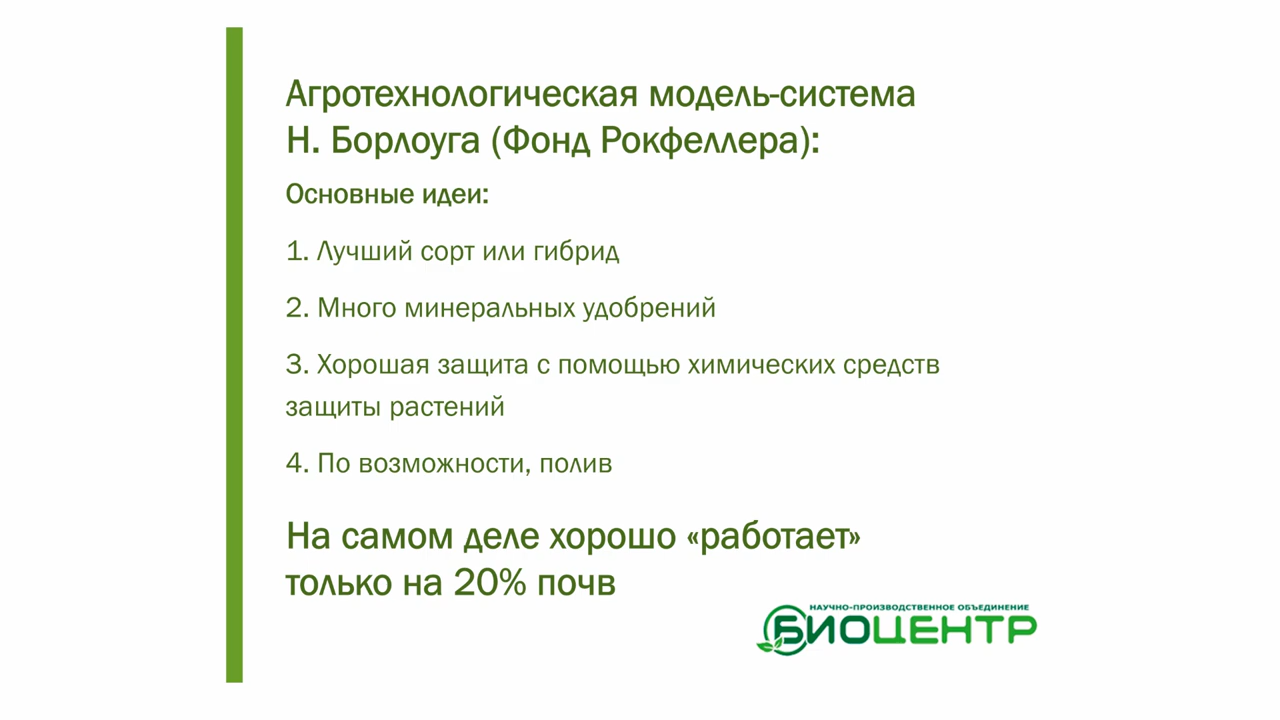 Агротехнологическая модель-система
Н. Борлоуга (Фонд Рокфеллера):
Основные идеи:
1. Лучший сорт или гибрид
2. Много минеральных удобрений
3. Хорошая защита с помощью химических средств
защиты растений
4. По возможности, полив
На самом деле хорошо «работает»
только на 20% почв
НАУЧНО-ПРОИЗВОДСТВЕННОЕ ОБЪЕДИНЕНИЕ
БИОЦЕНТР